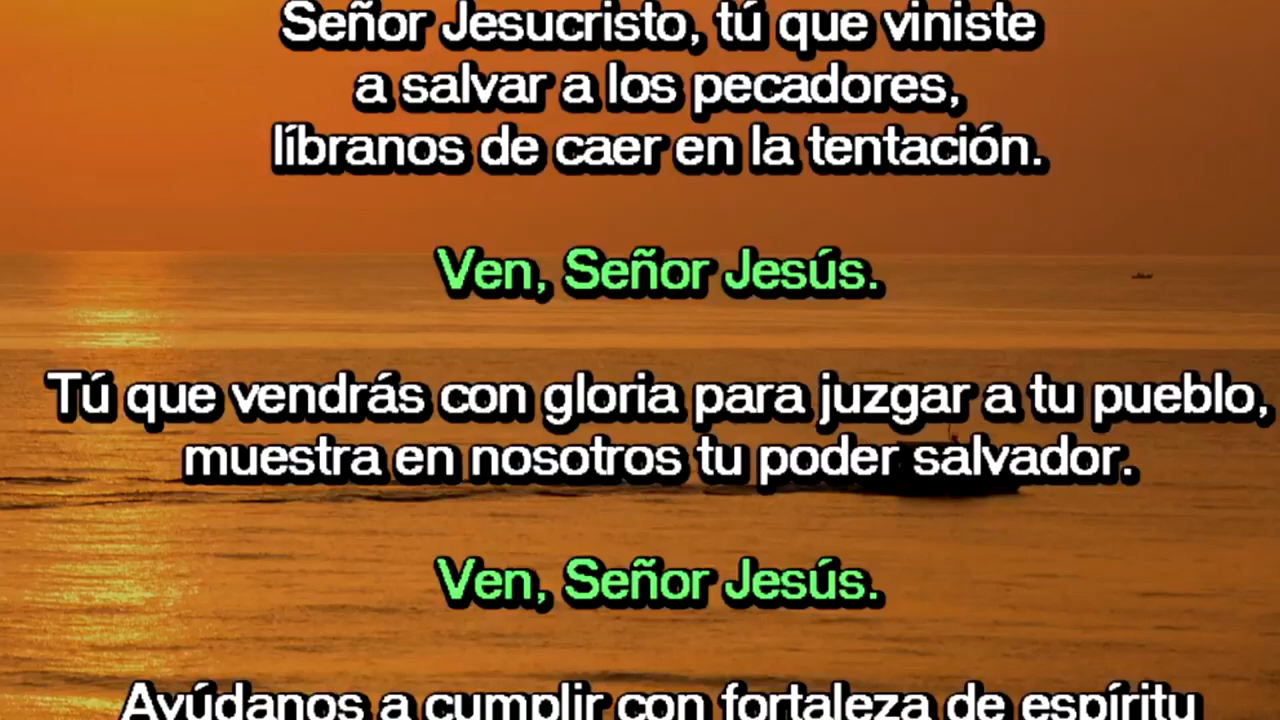 Señor Jesucristo, tú que viniste
a salvar a los pecadores,
líbranos de caer en la tentación.
Ven, Señor Jesús.
Tú que vendrás con gloria para juzgar a tu pueblo,
muestra en nosotros tu poder salvador.
Ven, Señor Jesús.
Ayúdanos a cumplir con fortaleza de espíritu